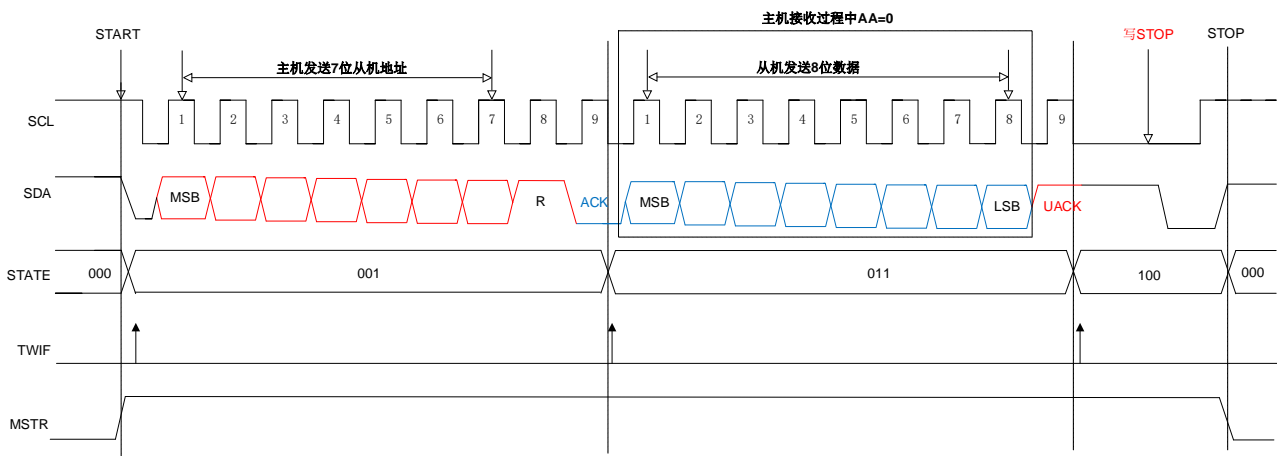 主机接收过程中AA=0
START
写STOP
STOP
主机发送7位从机地址
从机发送8位数据
SCL
1 2 3 4 5 6 7 8 9 1 2 3 4 5 6 7 8 9
SDA
MSB R ACK MSB LSB UACK
STATE 000 001 011 100 000
TWIF
MSTR